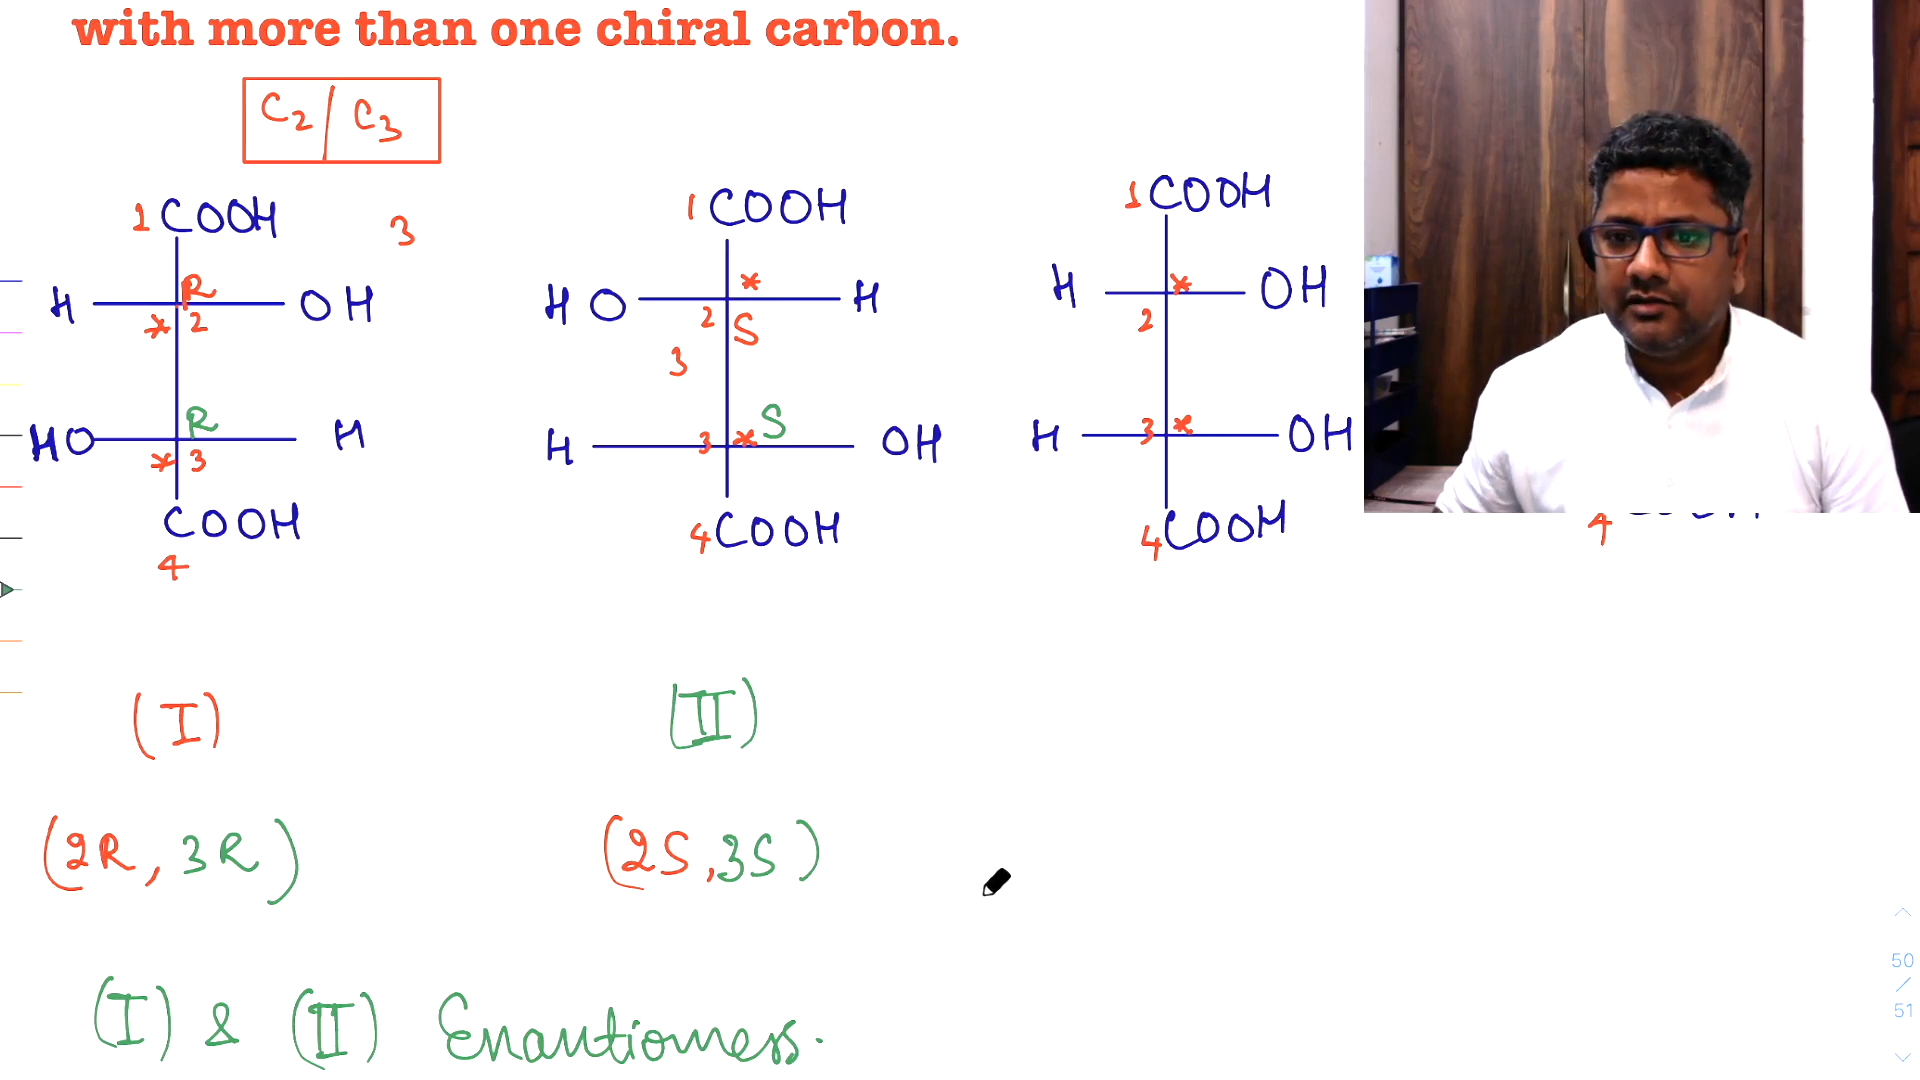 with more than one chiral carbon.
C2 / C3
1 COOH
3
H R OH
* 2
HO R H
* 3
COOH
4
1 COOH
HO * H
2 S
3
H 3 * S OH
4 COOH
1 COOH
H * OH
2
H 3 * OH
4 COOH
4
(I) (II)
(2R, 3R) (2S, 3S)
(I) & (II) Enantiomers.
50
/
51